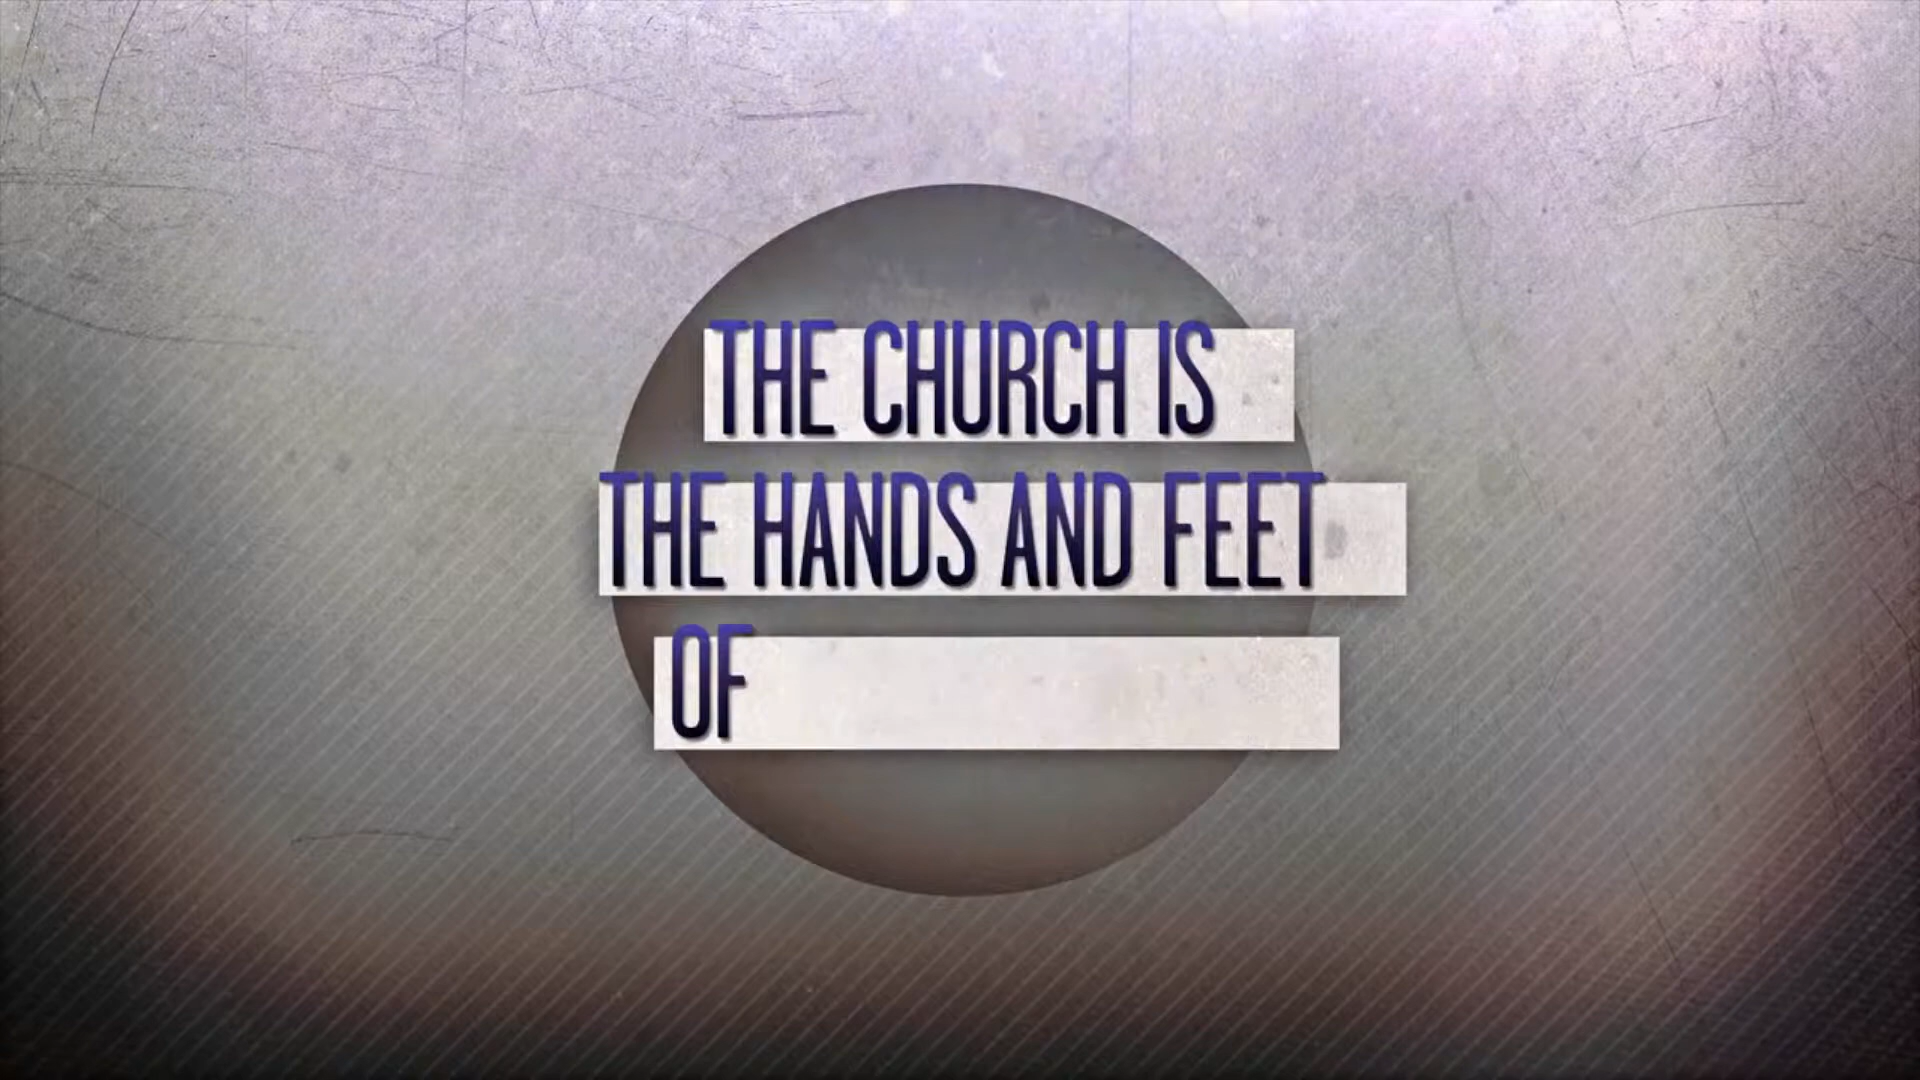 THE CHURCH IS
THE HANDS AND FEET
OF